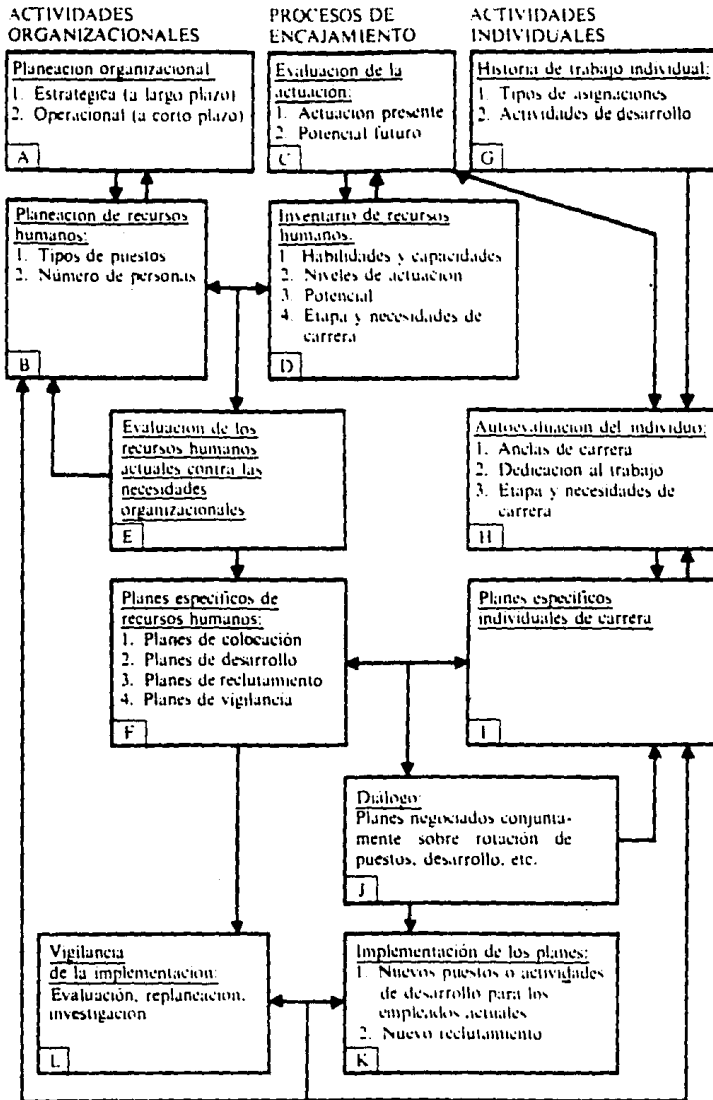 ACTIVIDADES
ORGANIZACIONALES
PROCESOS DE
ENCAJAMIENTO
ACTIVIDADES
INDIVIDUALES
Planeacion organizacional
1. Estratégica (a largo plazo)
2. Operacional (a corto plazo)
A
Evaluacion de la
actuación:
1. Actuación presente
2. Potencial futuro
C
Historia de trabajo individual:
1. Tipos de asignaciones
2. Actividades de desarrollo
G
Planeación de recursos
humanos:
1. Tipos de puestos
2. Número de personas
B
Inventario de recursos
humanos.
1 Habilidades y capacidades
2. Niveles de actuacion
3. Potencial
4. Etapa y necesidades de
carrera
D
Evaluacion de los
recursos humanos
actuales contra las
necesidades
organizacionales
E
Autoevaluacion del individuo:
1. Anclas de carrera
2. Dedicacion al trabajo
3. Etapa y necesidades de
carrera
H
Planes especificos de
recursos humanos:
1. Planes de colocación
2. Planes de desarrollo
3. Planes de reclutamiento
4. Planes de vigilancia
F
Planes especificos
individuales de carrera
I
Diálogo:
Planes negociados conjunta-
mente sobre rotación de
puestos, desarrollo, etc.
J
Vigilancia
de la implementacion:
Evaluación, replaneacion,
investigacion
L
Implementación de los planes:
1. Nuevos puestos o actividades
de desarrollo para los
empleados actuales
2. Nuevo reclutamiento
K